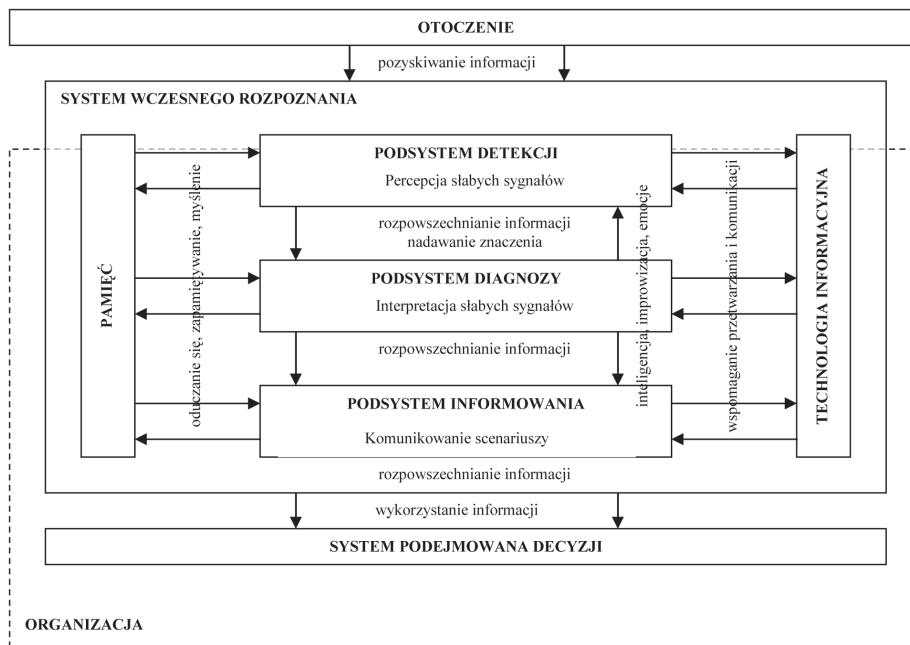 OTOCZENIE
pozyskiwanie informacji
SYSTEM WCZESNEGO ROZPOZNANIA
PAMIĘĆ
oduczanie się, zapamiętywanie, myślenie
PODSYSTEM DETEKCJI
Percepcja słabych sygnałów
rozpowszechnianie informacji
nadawanie znaczenia
PODSYSTEM DIAGNOZY
Interpretacja słabych sygnałów
rozpowszechnianie informacji
PODSYSTEM INFORMOWANIA
Komunikowanie scenariuszy
rozpowszechnianie informacji
inteligencja, improwizacja, emocje
wspomaganie przetwarzania i komunikacji
TECHNOLOGIA INFORMACYJNA
wykorzystanie informacji
SYSTEM PODEJMOWANA DECYZJI
ORGANIZACJA